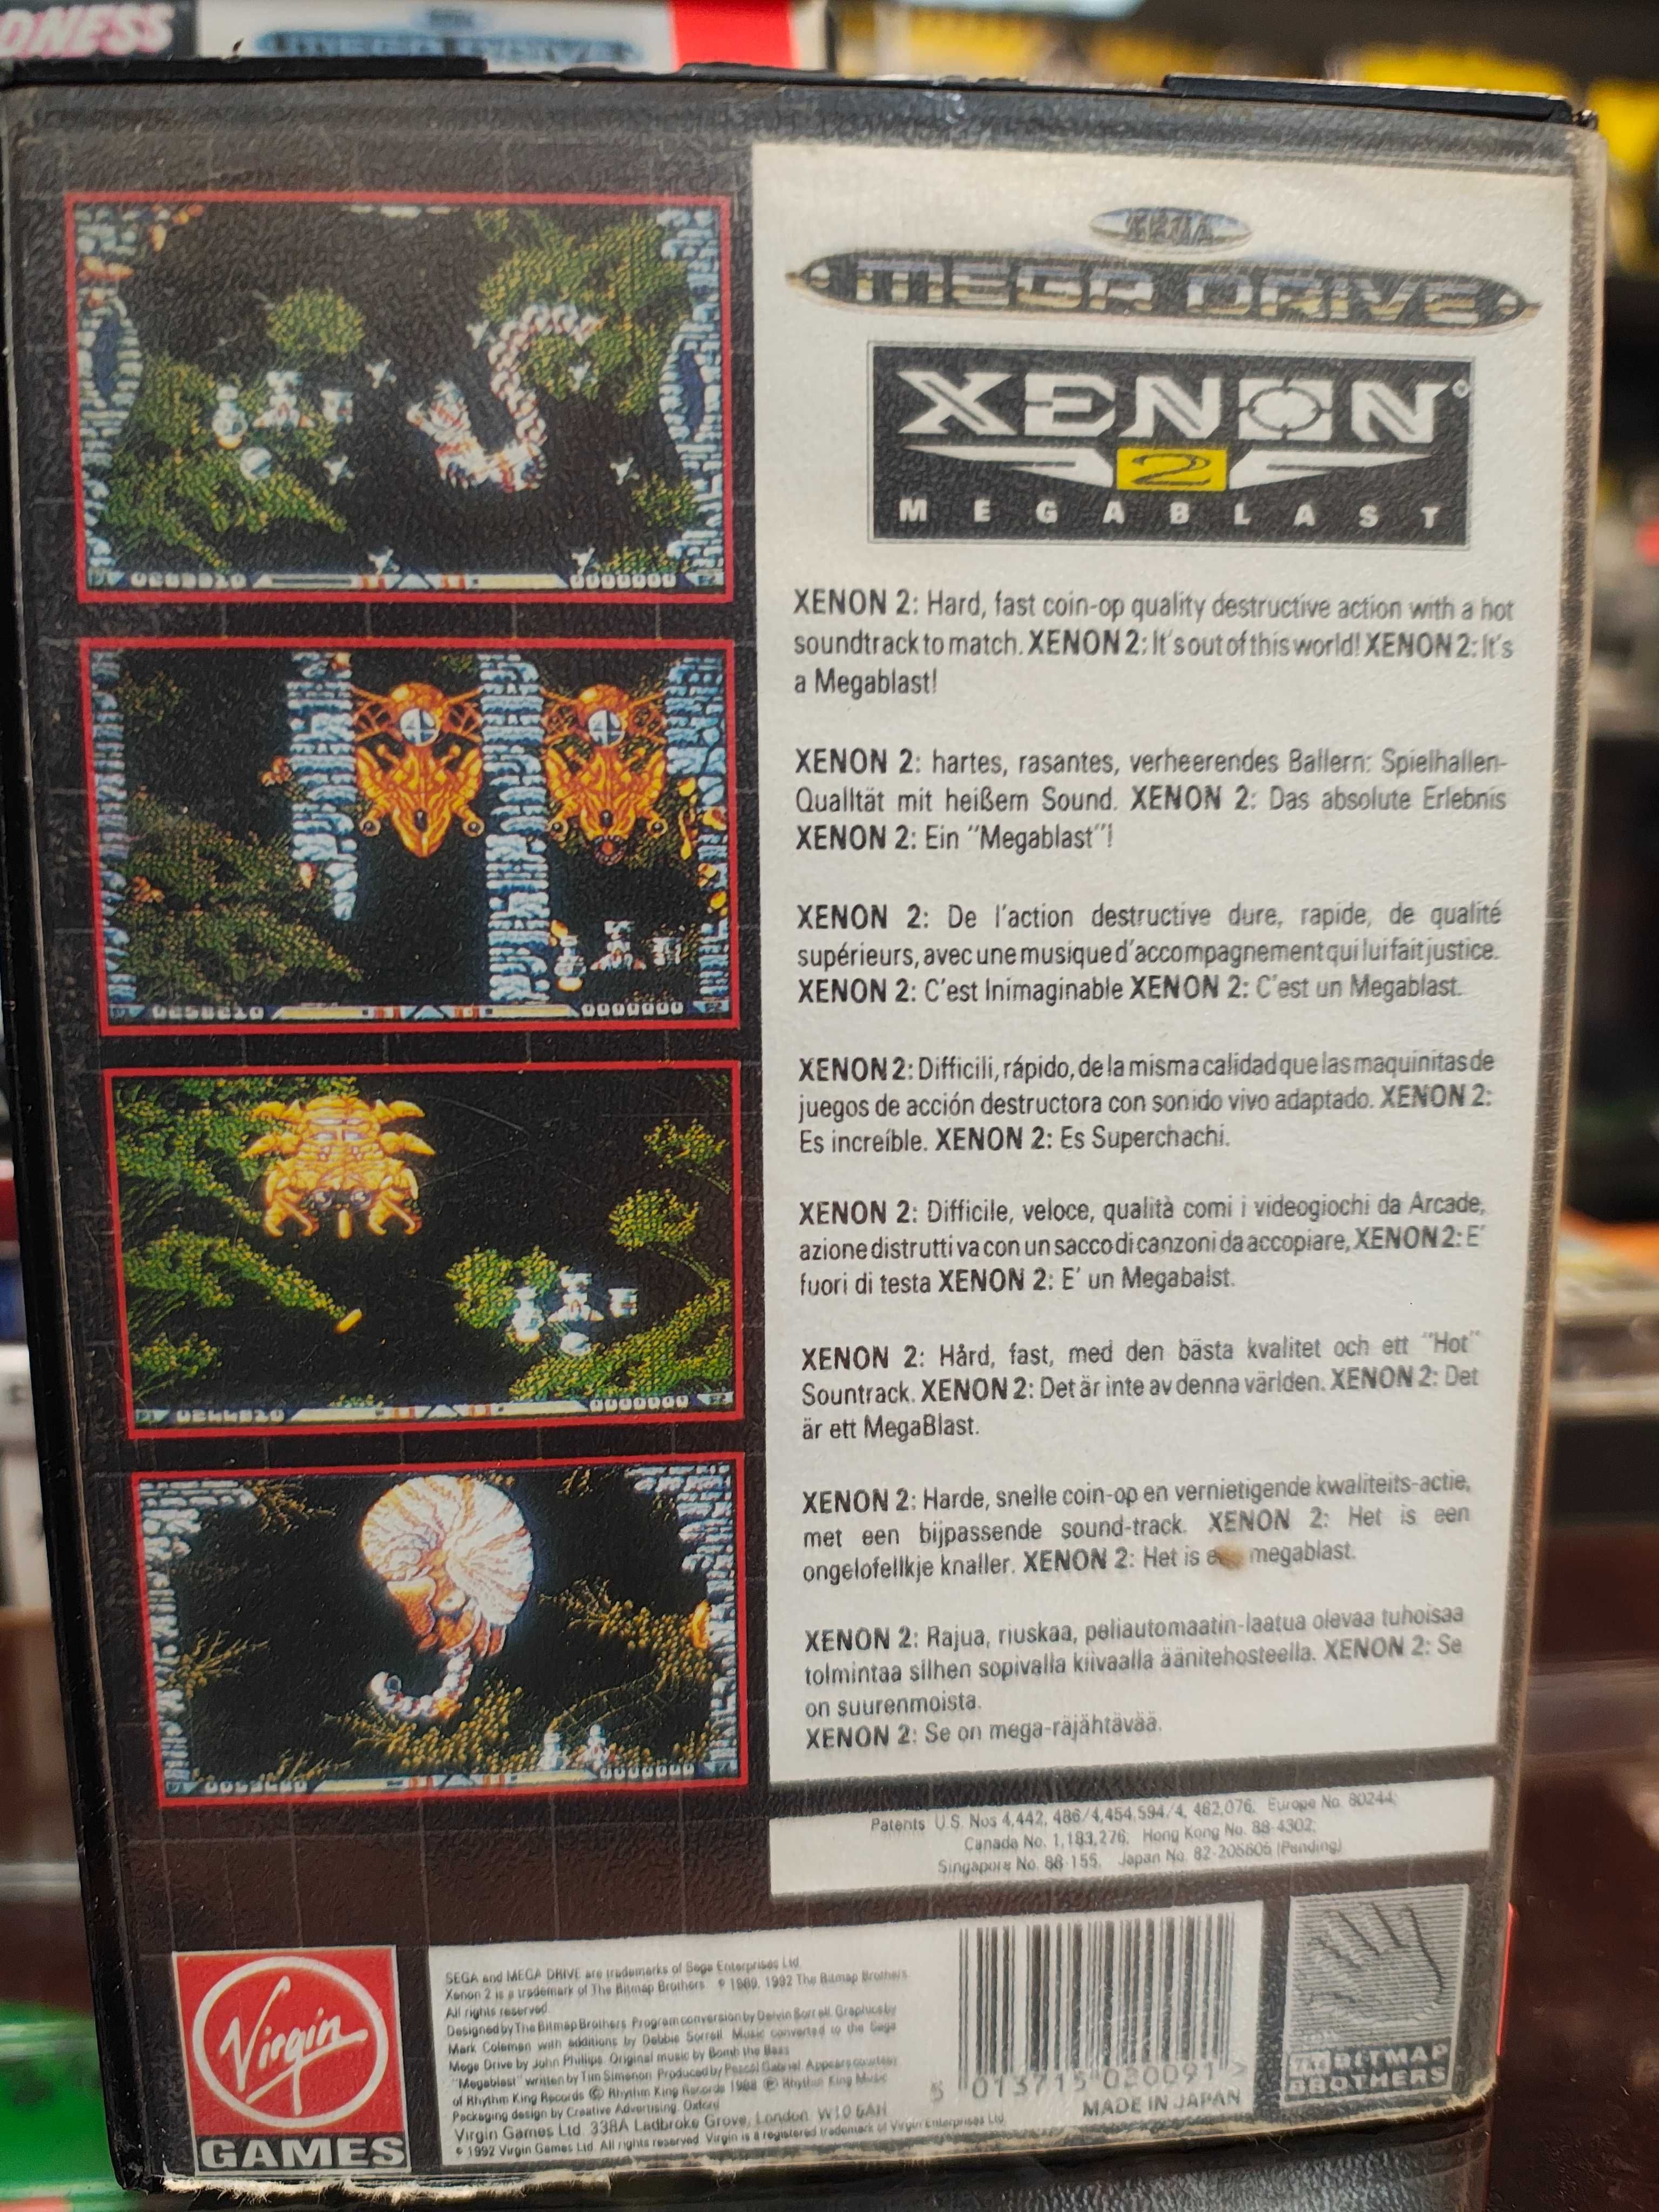 DNESS
MEGA DRIVE
SEGA
MEGA DRIVE
XENON
2
MEGABLAST
XENON 2: Hard, fast coin-op quality destructive action with a hot
soundtrack to match. XENON 2: It's out of this world! XENON 2: It's
a Megablast!
XENON 2: hartes, rasantes, verheerendes Ballern: Spielhallen-
Qualltät mit heißem Sound. XENON 2: Das absolute Erlebnis
XENON 2: Ein "Megablast"!
XENON 2: De l'action destructive dure, rapide, de qualité
supérieurs, avec une musique d'accompagnement qui lui fait justice.
XENON 2: C'est Inimaginable XENON 2: C'est un Megablast.
XENON 2: Difficili, rápido, de la misma calidad que las maquinitas de
juegos de acción destructora con sonido vivo adaptado. XENON 2:
Es increíble. XENON 2: Es Superchachi.
XENON 2: Difficile, veloce, qualità comi i videogiochi da Arcade,
azione distruttiva con un sacco di canzoni da accopiare, XENON 2: E'
fuori di testa XENON 2: E' un Megabalst.
XENON 2: Hård, fast, med den bästa kvalitet och ett "Hot"
Sountrack. XENON 2: Det är inte av denna världen. XENON 2: Det
är ett MegaBlast.
XENON 2: Harde, snelle coin-op en vernietigende kwaliteits-actie,
met een bijpassende sound-track. XENON 2: Het is een
ongelofellkje knaller. XENON 2: Het is megablast.
XENON 2: Rajua, riuskaa, peliautomaatin-laatua olevaa tuhoisaa
tolmintaa silhen sopivalla kiivaalla äänitehosteella. XENON 2: Se
on suurenmoista.
XENON 2: Se on mega-räjähtävää.
Patents U.S. Nos 4,442, 486/4,454,594/4, 462,076, Europe No. 80244;
Canada No. 1,183,276, Hong Kong No. 88-4302;
Singapore No. 88-155, Japan No. 82-205605 (Pending)
Virgin
GAMES
SEGA and MEGA DRIVE are trademarks of Sega Enterprises Ltd.
Xenon 2 is a trademark of The Bitmap Brothers © 1989, 1992 The Bitmap Brothers
All rights reserved
Designed by The Bitmap Brothers Program conversion by Delvin Sorrell. Graphics by
Mark Coleman with additions by Debbie Sorrell Music converted to the Sega
Mega Drive by John Phillips. Original music by Bomb the Bass
"Megablast" written by Tim Simenon Produced by Pascal Gabriel. Appears courtesy
of Rhythm King Records © Rhythm King Records 1988 ℗ Rhythm King Music
Packaging design by Creative Advertising, Oxford
Virgin Games Ltd. 338A Ladbroke Grove, London W10 5AH
© 1992 Virgin Games Ltd. All rights reserved. Virgin is a registered trademark of Virgin Enterprises Ltd.
5 013715 020091 >
MADE IN JAPAN
THE BITMAP
BROTHERS